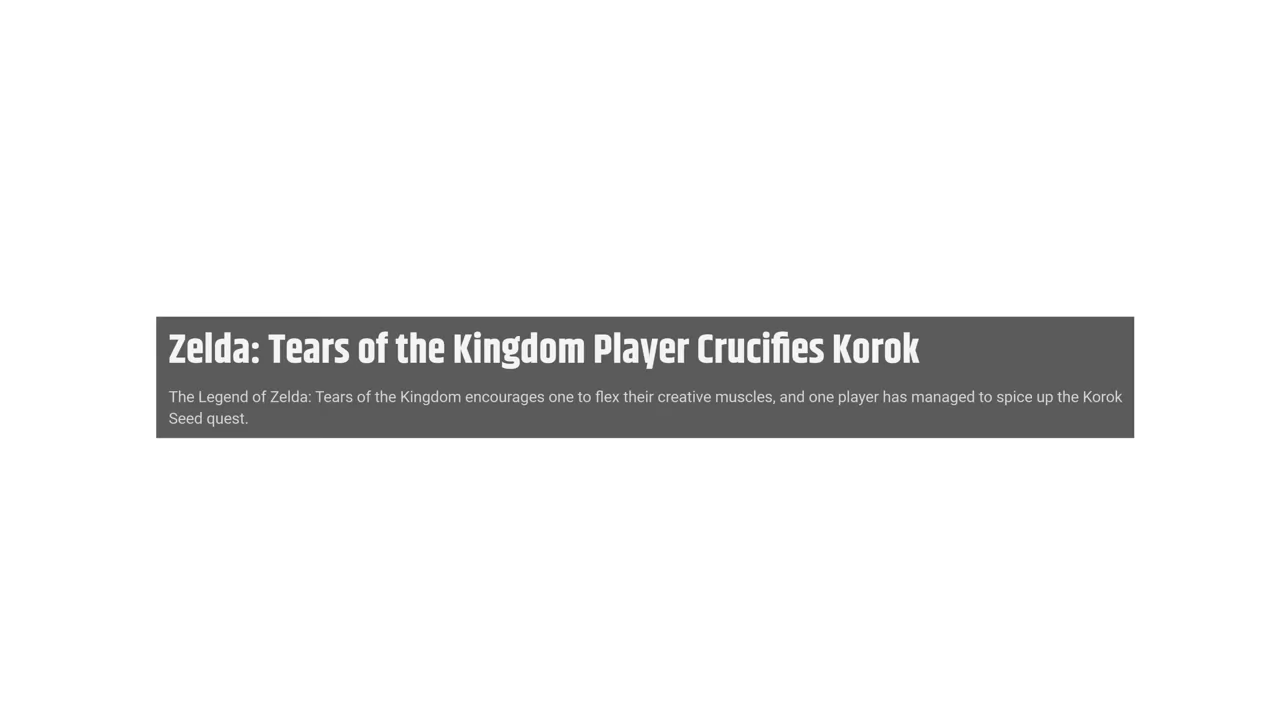 Zelda: Tears of the Kingdom Player Crucifies Korok
The Legend of Zelda: Tears of the Kingdom encourages one to flex their creative muscles, and one player has managed to spice up the Korok
Seed quest.